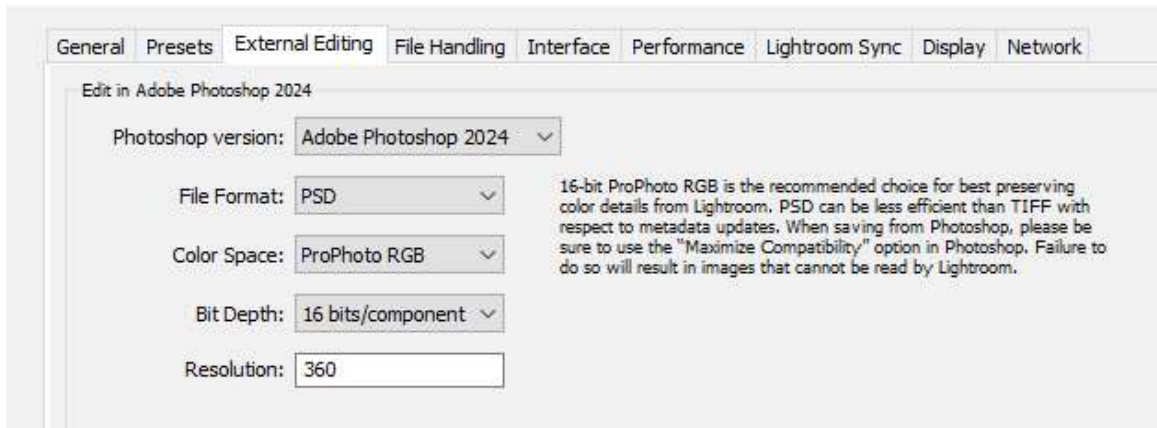 General Presets External Editing File Handling Interface Performance Lightroom Sync Display Network
Edit in Adobe Photoshop 2024
Photoshop version: Adobe Photoshop 2024
File Format: PSD
Color Space: ProPhoto RGB
Bit Depth: 16 bits/component
Resolution: 360
16-bit ProPhoto RGB is the recommended choice for best preserving
color details from Lightroom. PSD can be less efficient than TIFF with
respect to metadata updates. When saving from Photoshop, please be
sure to use the "Maximize Compatibility" option in Photoshop. Failure to
do so will result in images that cannot be read by Lightroom.